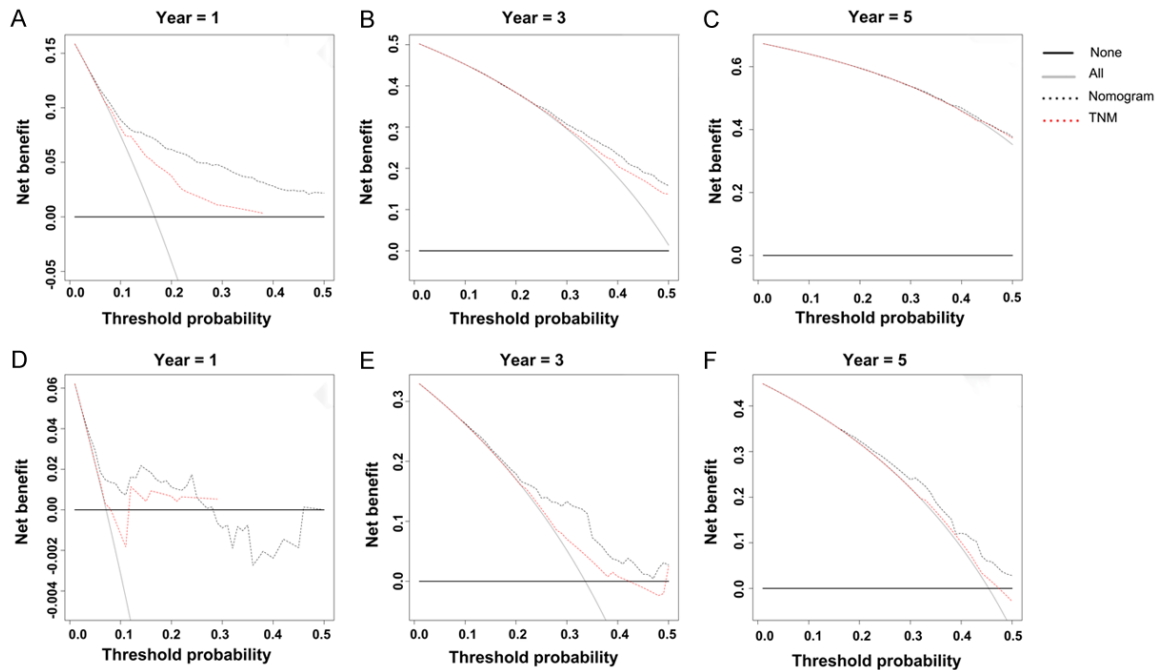 A
Year = 1
Net benefit
0.15
0.10
0.05
0.00
-0.05
0.0 0.1 0.2 0.3 0.4 0.5
Threshold probability
B
Year = 3
Net benefit
0.5
0.4
0.3
0.2
0.1
0.0
0.0 0.1 0.2 0.3 0.4 0.5
Threshold probability
C
Year = 5
Net benefit
0.6
0.4
0.2
0.0
0.0 0.1 0.2 0.3 0.4 0.5
Threshold probability
None
All
Nomogram
TNM
D
Year = 1
Net benefit
0.06
0.04
0.02
0.00
-0.002
-0.004
0.0 0.1 0.2 0.3 0.4 0.5
Threshold probability
E
Year = 3
Net benefit
0.3
0.2
0.1
0.0
0.0 0.1 0.2 0.3 0.4 0.5
Threshold probability
F
Year = 5
Net benefit
0.4
0.3
0.2
0.1
0.0
0.0 0.1 0.2 0.3 0.4 0.5
Threshold probability